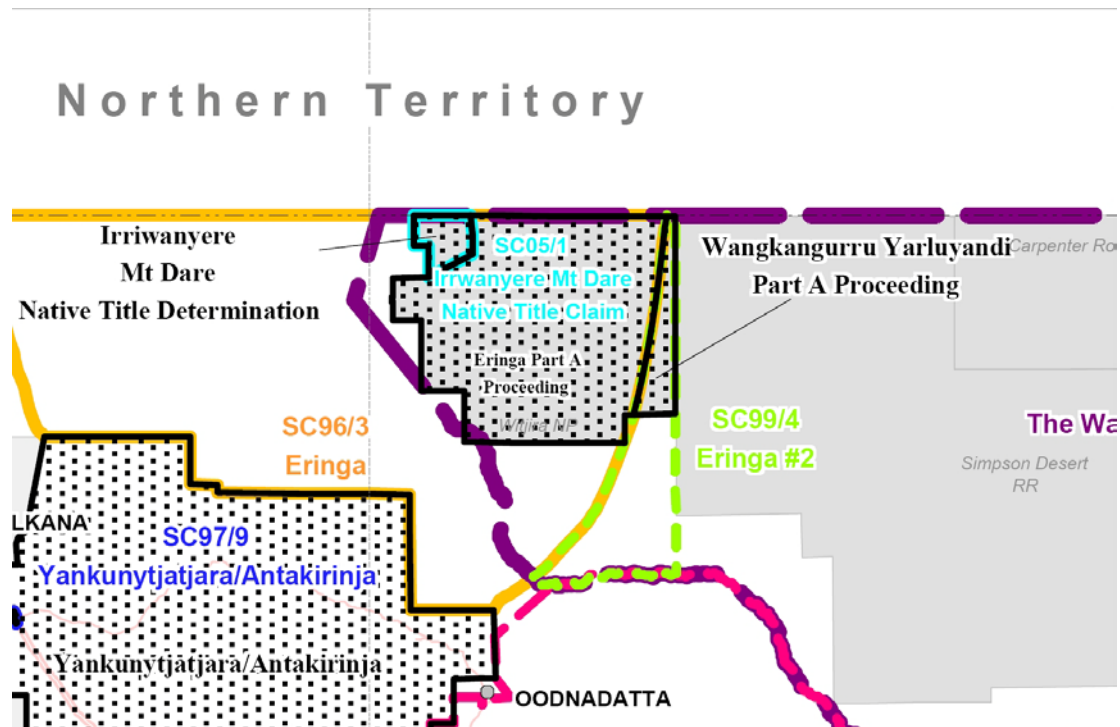 Northern Territory
Irriwanyere
Mt Dare
Native Title Determination
SC05/1
Irrwanyere Mt Dare
Native Title Claim
Wangkangurru Yarluyandi
Part A Proceeding
Carpenter Ro
Eringa Part A
Proceeding
Witjira NP
SC96/3
Eringa
SC99/4
Eringa #2
The Wa
Simpson Desert
RR
LKANA
SC97/9
Yankunytjatjara/Antakirinja
Yankunytjatjara/Antakirinja
OODNADATTA